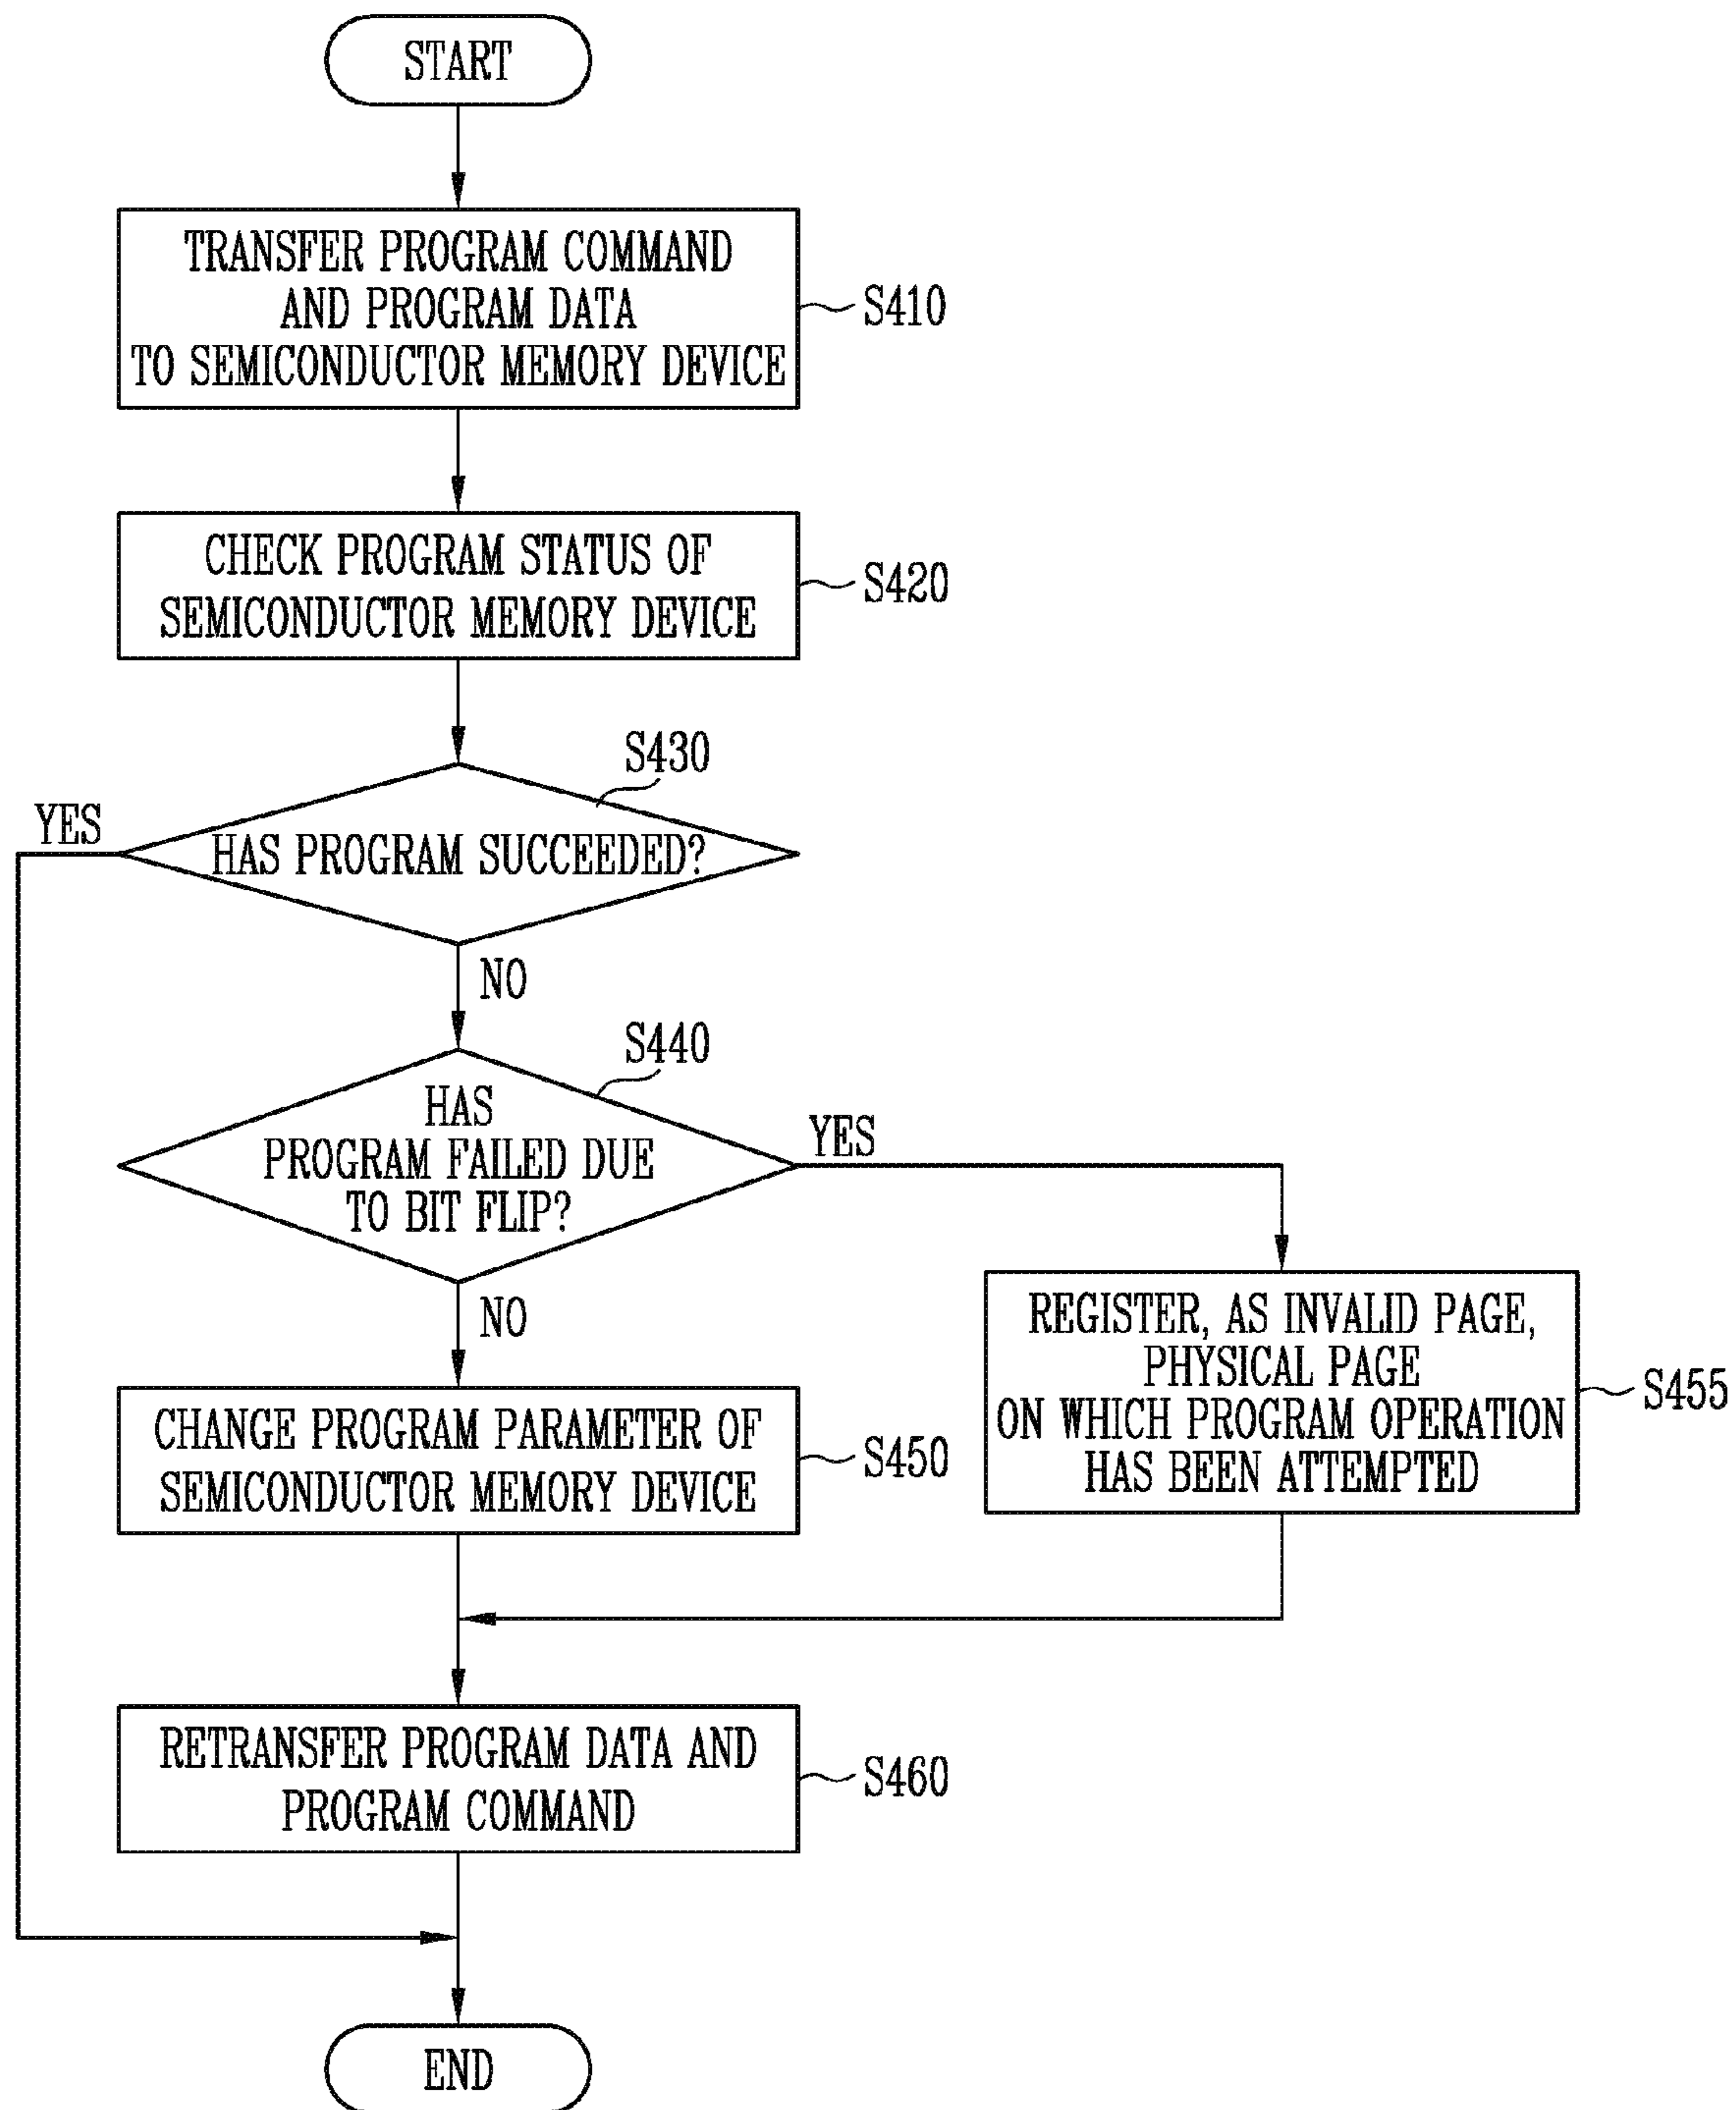 START
TRANSFER PROGRAM COMMAND
AND PROGRAM DATA
TO SEMICONDUCTOR MEMORY DEVICE
S410
CHECK PROGRAM STATUS OF
SEMICONDUCTOR MEMORY DEVICE
S420
S430
YES
HAS PROGRAM SUCCEEDED?
NO
S440
HAS
PROGRAM FAILED DUE
TO BIT FLIP?
YES
NO
REGISTER, AS INVALID PAGE,
PHYSICAL PAGE
ON WHICH PROGRAM OPERATION
HAS BEEN ATTEMPTED
S455
CHANGE PROGRAM PARAMETER OF
SEMICONDUCTOR MEMORY DEVICE
S450
RETRANSFER PROGRAM DATA AND
PROGRAM COMMAND
S460
END